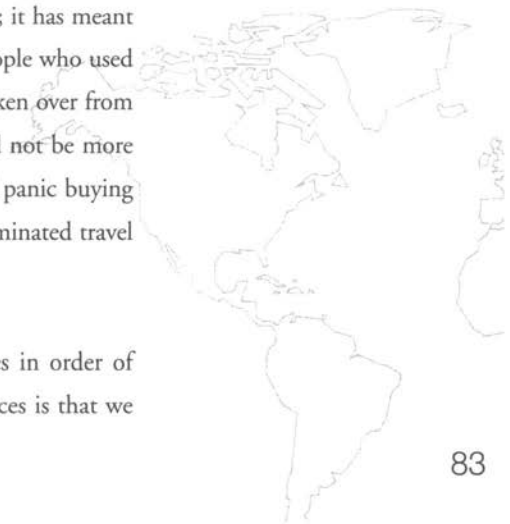 ; it has meant
ople who used
ken over from
not be more
panic buying
minated travel
s in order of
ces is that we
83